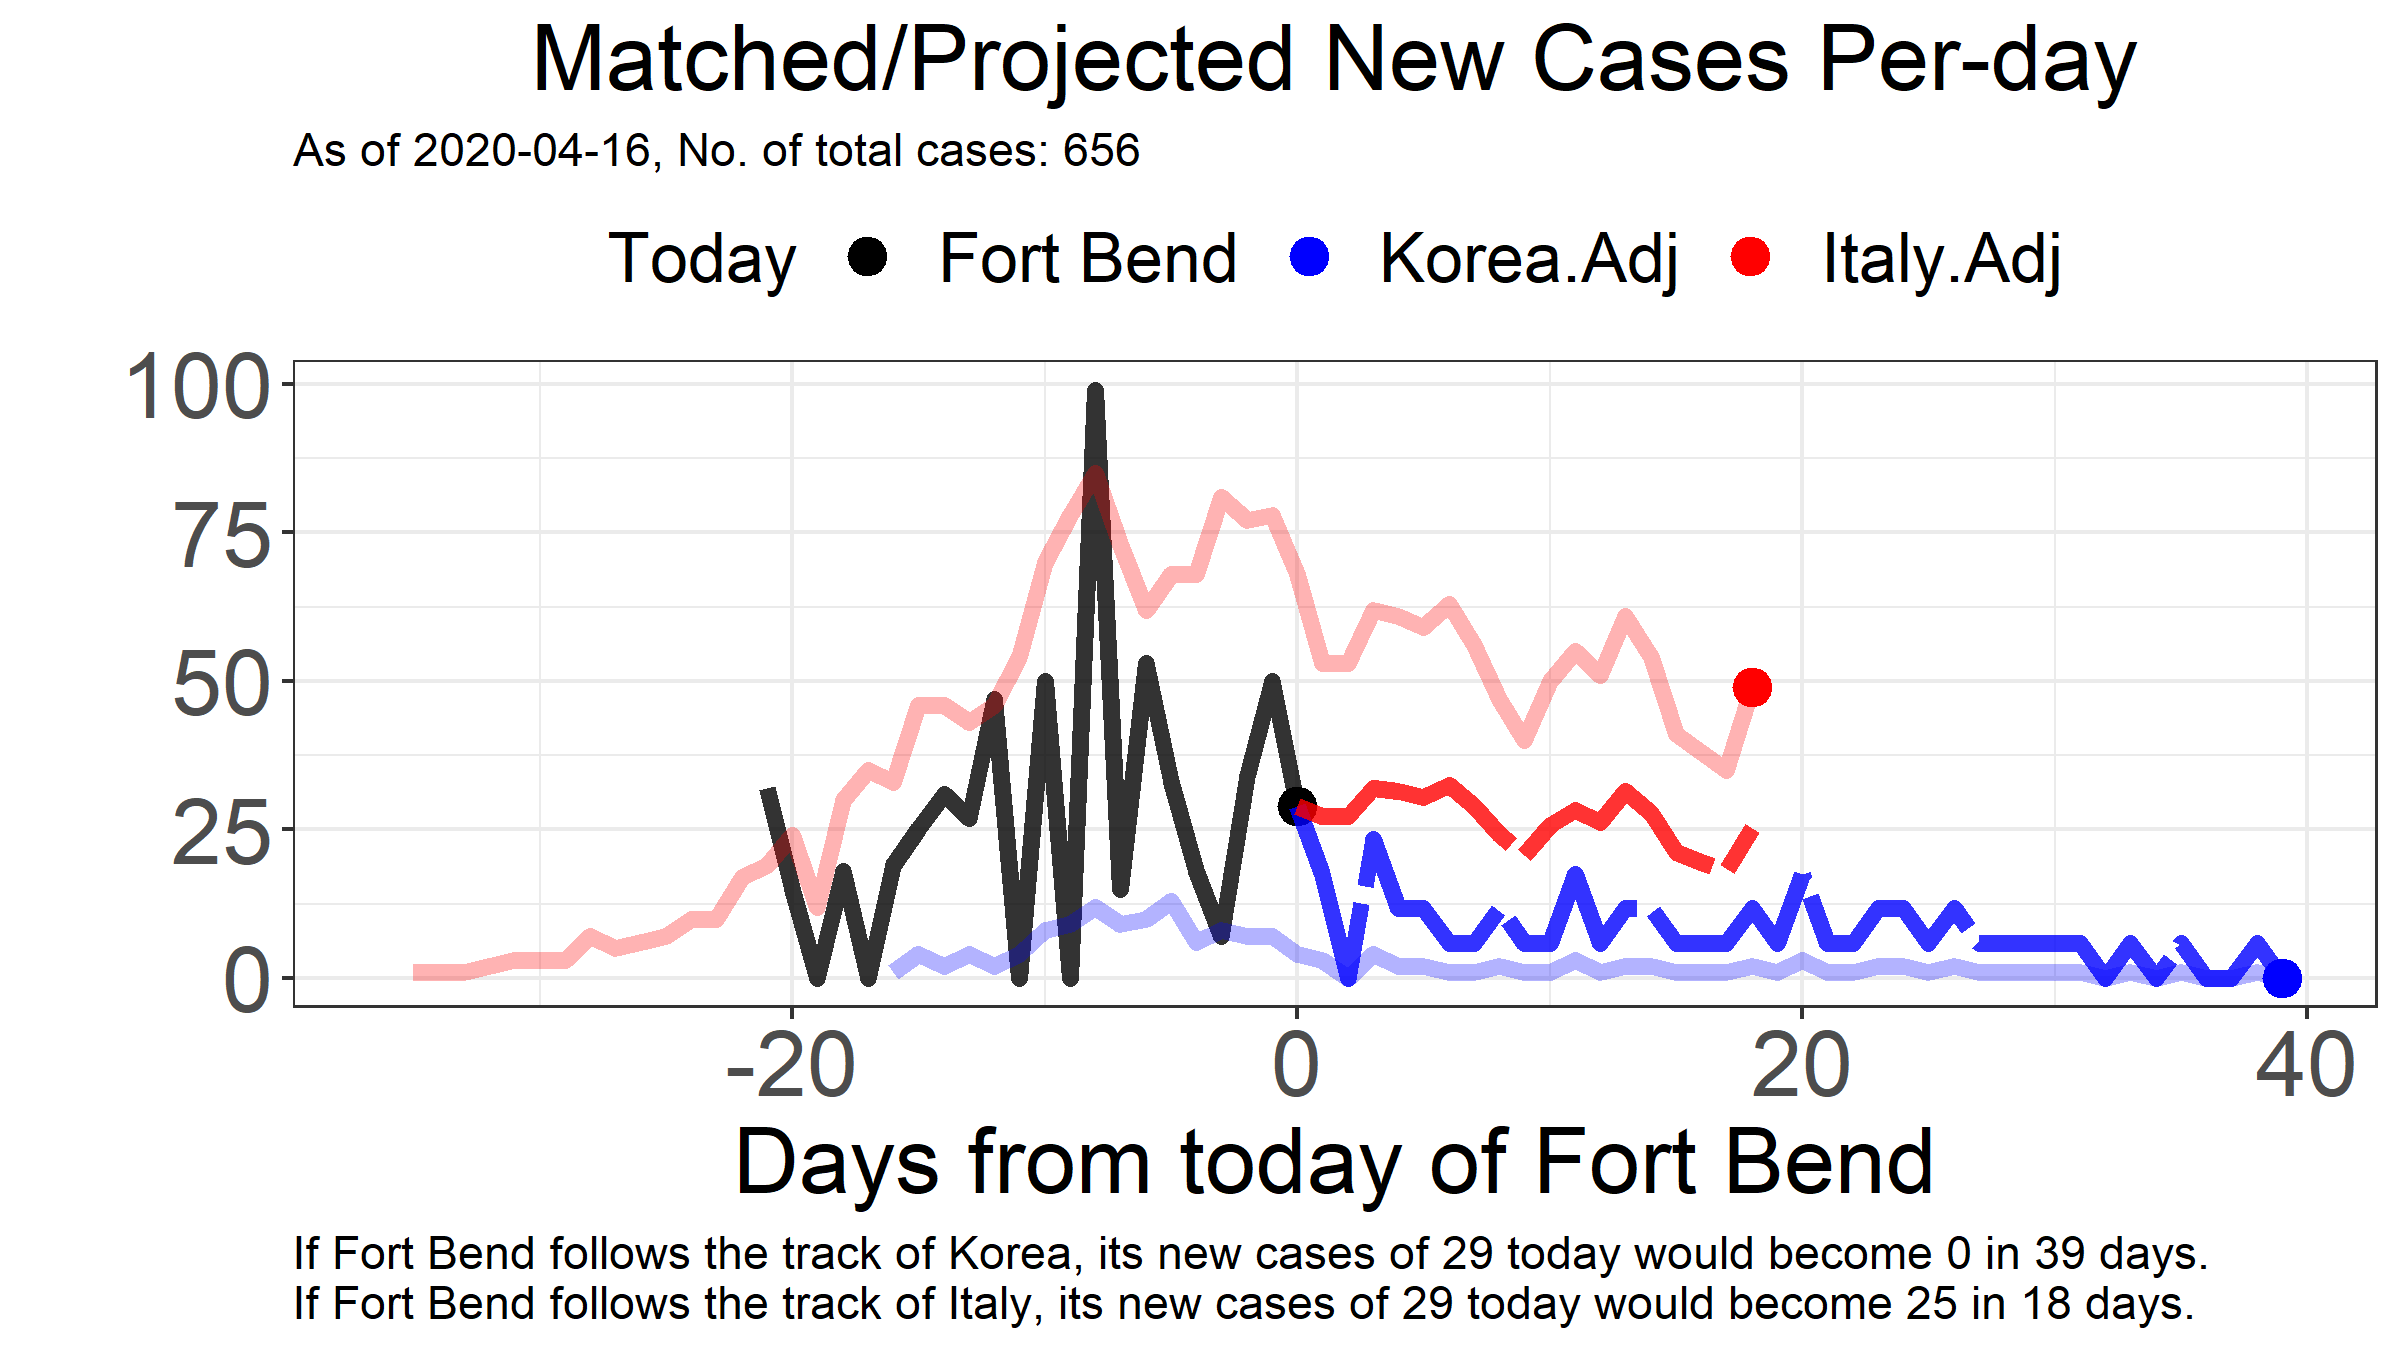 Matched/Projected New Cases Per-day
As of 2020-04-16, No. of total cases: 656
Today Fort Bend Korea.Adj Italy.Adj
100
75
50
25
0
-20 0 20 40
Days from today of Fort Bend
If Fort Bend follows the track of Korea, its new cases of 29 today would become 0 in 39 days.
If Fort Bend follows the track of Italy, its new cases of 29 today would become 25 in 18 days.